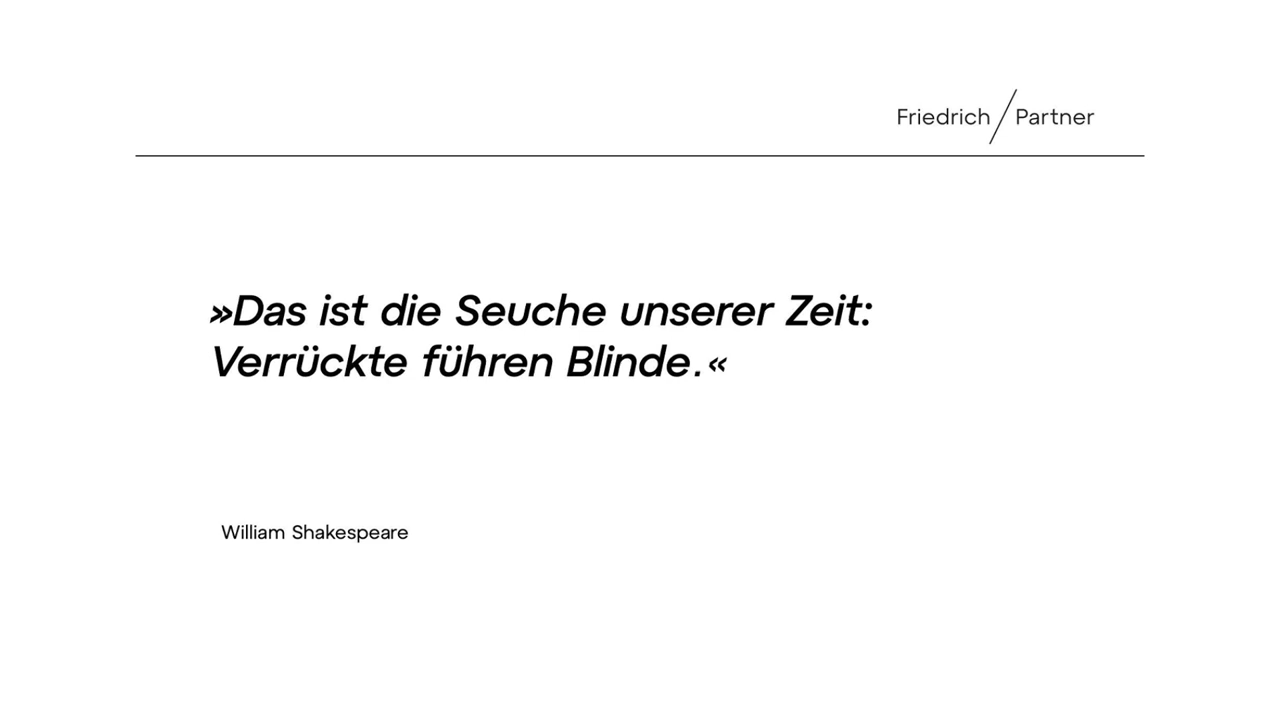 Friedrich/Partner
»Das ist die Seuche unserer Zeit:
Verrückte führen Blinde.«
William Shakespeare